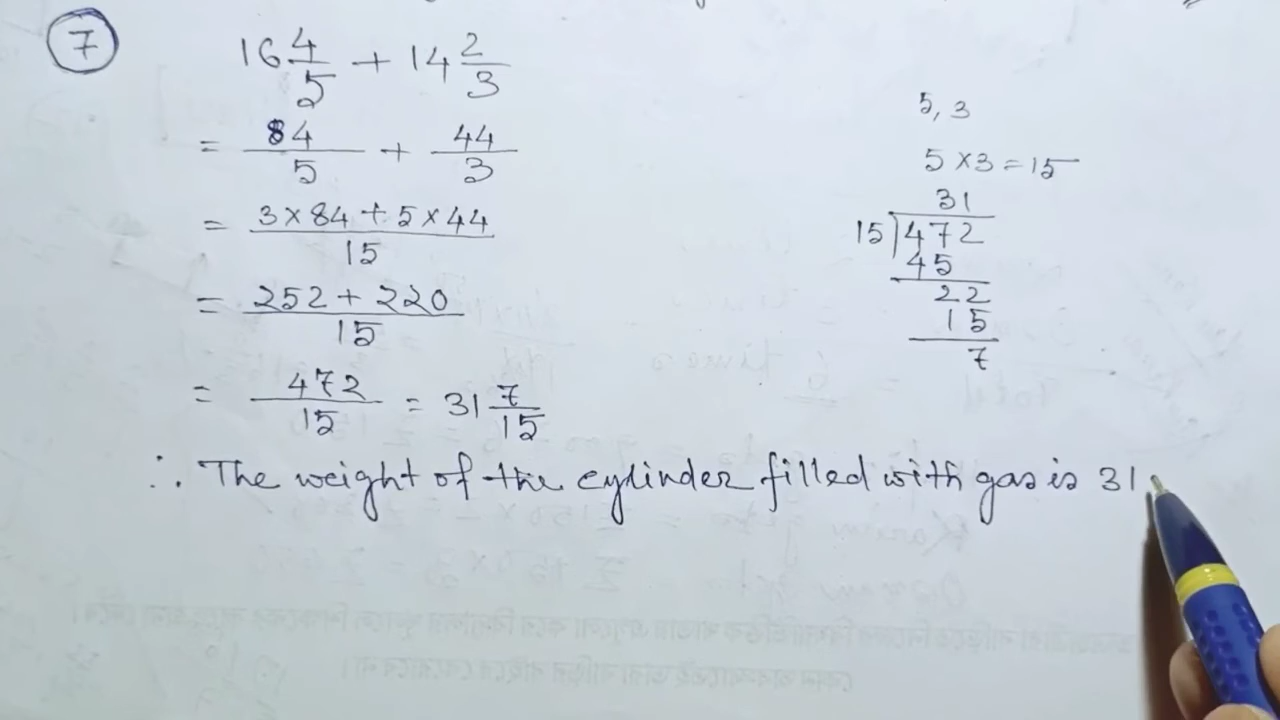 7
16 4/5 + 14 2/3
= 84/5 + 44/3
= (3×84 + 5×44)/15
= (252 + 220)/15
= 472/15 = 31 7/15
∴ The weight of the cylinder filled with gas is 31
5, 3
5 × 3 = 15
31
15)472
45
22
15
7